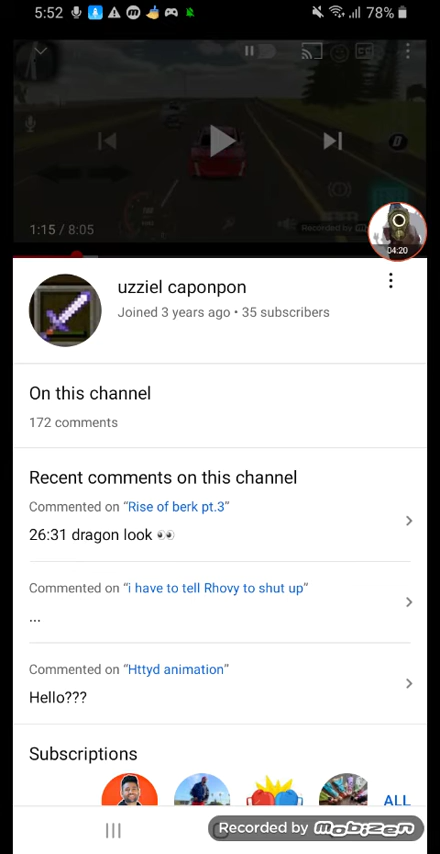 5:52
78%
1:15 / 8:05
Recorded by
04:20
uzziel caponpon
Joined 3 years ago • 35 subscribers
On this channel
172 comments
Recent comments on this channel
Commented on “Rise of berk pt.3”
26:31 dragon look 👀
Commented on “i have to tell Rhovy to shut up”
...
Commented on “Httyd animation”
Hello???
Subscriptions
ALL
Recorded by Mobizen